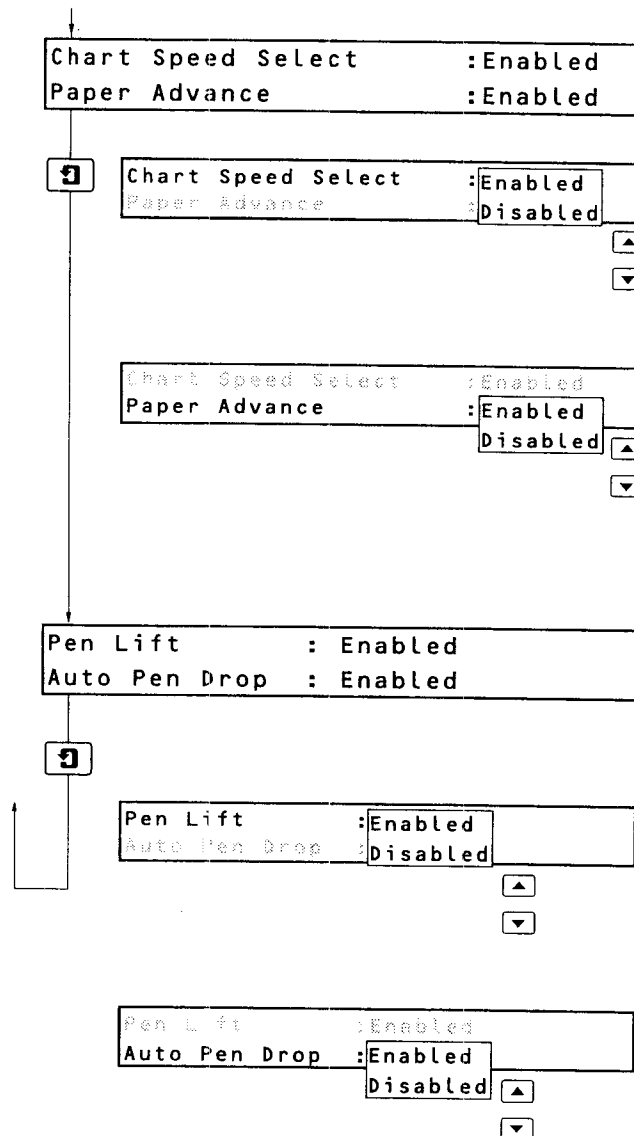 Chart Speed Select :Enabled
Paper Advance :Enabled
Chart Speed Select :Enabled
Paper Advance :Disabled
Chart Speed Select :Enabled
Paper Advance :Enabled
Disabled
Pen Lift : Enabled
Auto Pen Drop : Enabled
Pen Lift :Enabled
Auto Pen Drop :Disabled
Pen Lift :Enabled
Auto Pen Drop :Enabled
Disabled